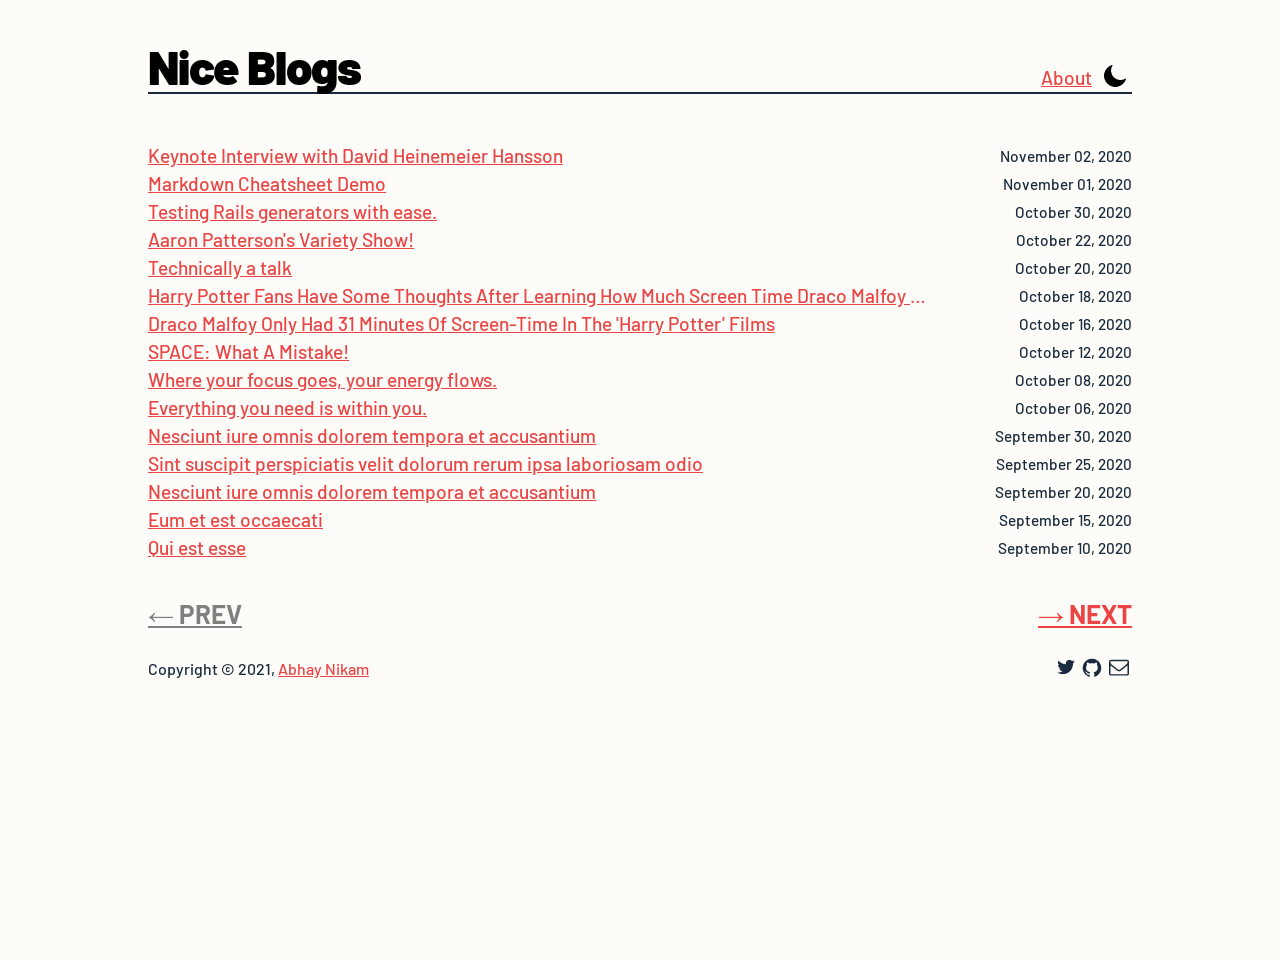 Nice Blogs
About
Keynote Interview with David Heinemeier Hansson November 02, 2020
Markdown Cheatsheet Demo November 01, 2020
Testing Rails generators with ease. October 30, 2020
Aaron Patterson's Variety Show! October 22, 2020
Technically a talk October 20, 2020
Harry Potter Fans Have Some Thoughts After Learning How Much Screen Time Draco Malfoy ... October 18, 2020
Draco Malfoy Only Had 31 Minutes Of Screen-Time In The 'Harry Potter' Films October 16, 2020
SPACE: What A Mistake! October 12, 2020
Where your focus goes, your energy flows. October 08, 2020
Everything you need is within you. October 06, 2020
Nesciunt iure omnis dolorem tempora et accusantium September 30, 2020
Sint suscipit perspiciatis velit dolorum rerum ipsa laboriosam odio September 25, 2020
Nesciunt iure omnis dolorem tempora et accusantium September 20, 2020
Eum et est occaecati September 15, 2020
Qui est esse September 10, 2020
← PREV
→ NEXT
Copyright © 2021, Abhay Nikam